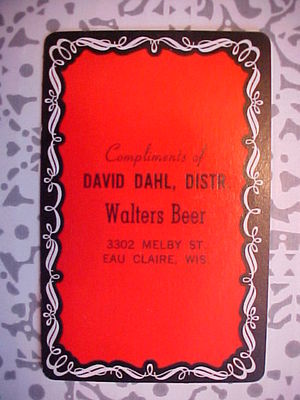 Compliments of
DAVID DAHL, DISTR.
Walters Beer
3302 MELBY ST.
EAU CLAIRE, WIS.